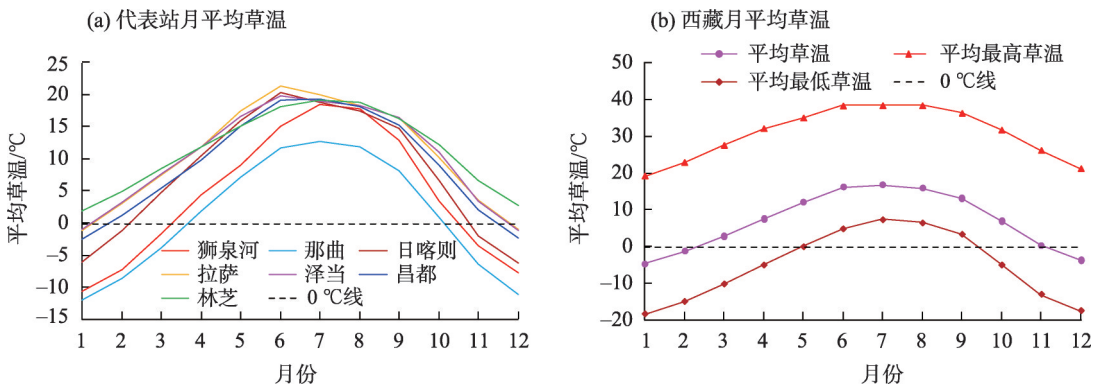 (a) 代表站月平均草温
25
20
15
10
5
0
−5
−10
−15
平均草温/℃
狮泉河
那曲
日喀则
拉萨
泽当
昌都
林芝
0 ℃线
1 2 3 4 5 6 7 8 9 10 11 12
月份
(b) 西藏月平均草温
平均草温
平均最高草温
平均最低草温
0 ℃线
50
40
30
20
10
0
−10
−20
平均草温/℃
1 2 3 4 5 6 7 8 9 10 11 12
月份